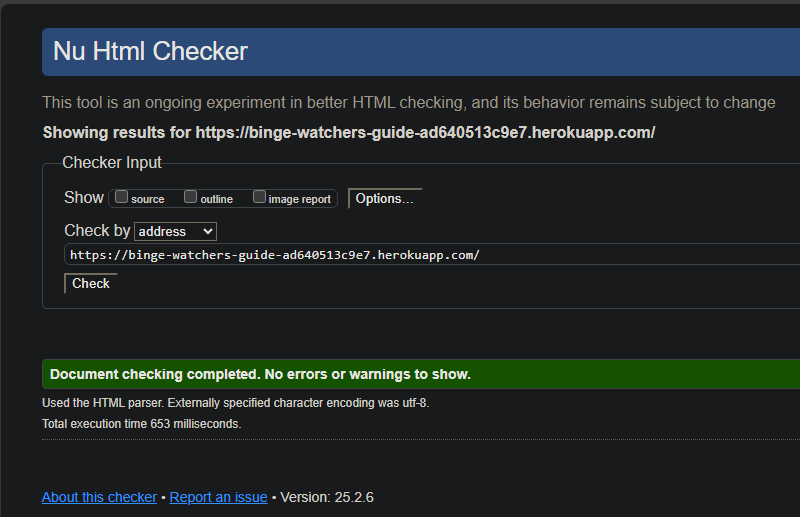 Nu Html Checker
This tool is an ongoing experiment in better HTML checking, and its behavior remains subject to change
Showing results for https://binge-watchers-guide-ad640513c9e7.herokuapp.com/
Checker Input
Show source outline image report Options...
Check by address
https://binge-watchers-guide-ad640513c9e7.herokuapp.com/
Check
Document checking completed. No errors or warnings to show.
Used the HTML parser. Externally specified character encoding was utf-8.
Total execution time 653 milliseconds.
About this checker • Report an issue • Version: 25.2.6